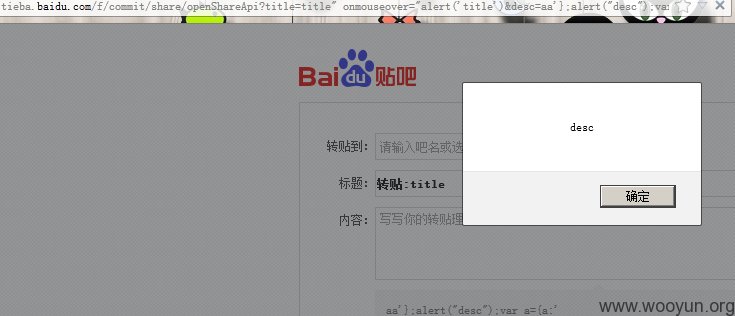 tieba.baidu.com/f/commit/share/openShareApi?title=title" onmouseover="alert('title')&desc=aa'};alert("desc");var
Baidu贴吧
desc
转贴到: 请输入吧名或选
标题: 转贴:title
确定
内容: 写写你的转贴理
aa'};alert("desc");var a={a:'
www.wooyun.org